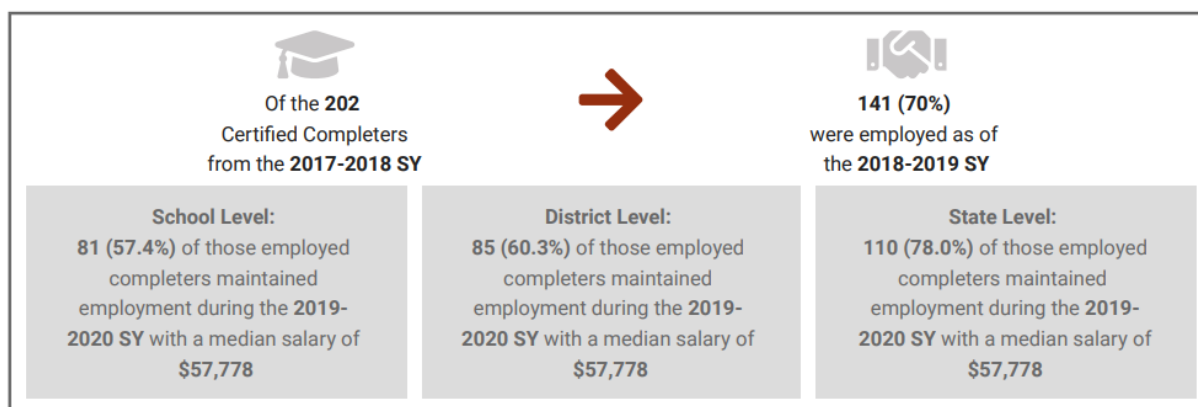 Of the 202
Certified Completers
from the 2017-2018 SY
141 (70%)
were employed as of
the 2018-2019 SY
School Level:
81 (57.4%) of those employed
completers maintained
employment during the 2019-
2020 SY with a median salary of
$57,778
District Level:
85 (60.3%) of those employed
completers maintained
employment during the 2019-
2020 SY with a median salary of
$57,778
State Level:
110 (78.0%) of those employed
completers maintained
employment during the 2019-
2020 SY with a median salary of
$57,778